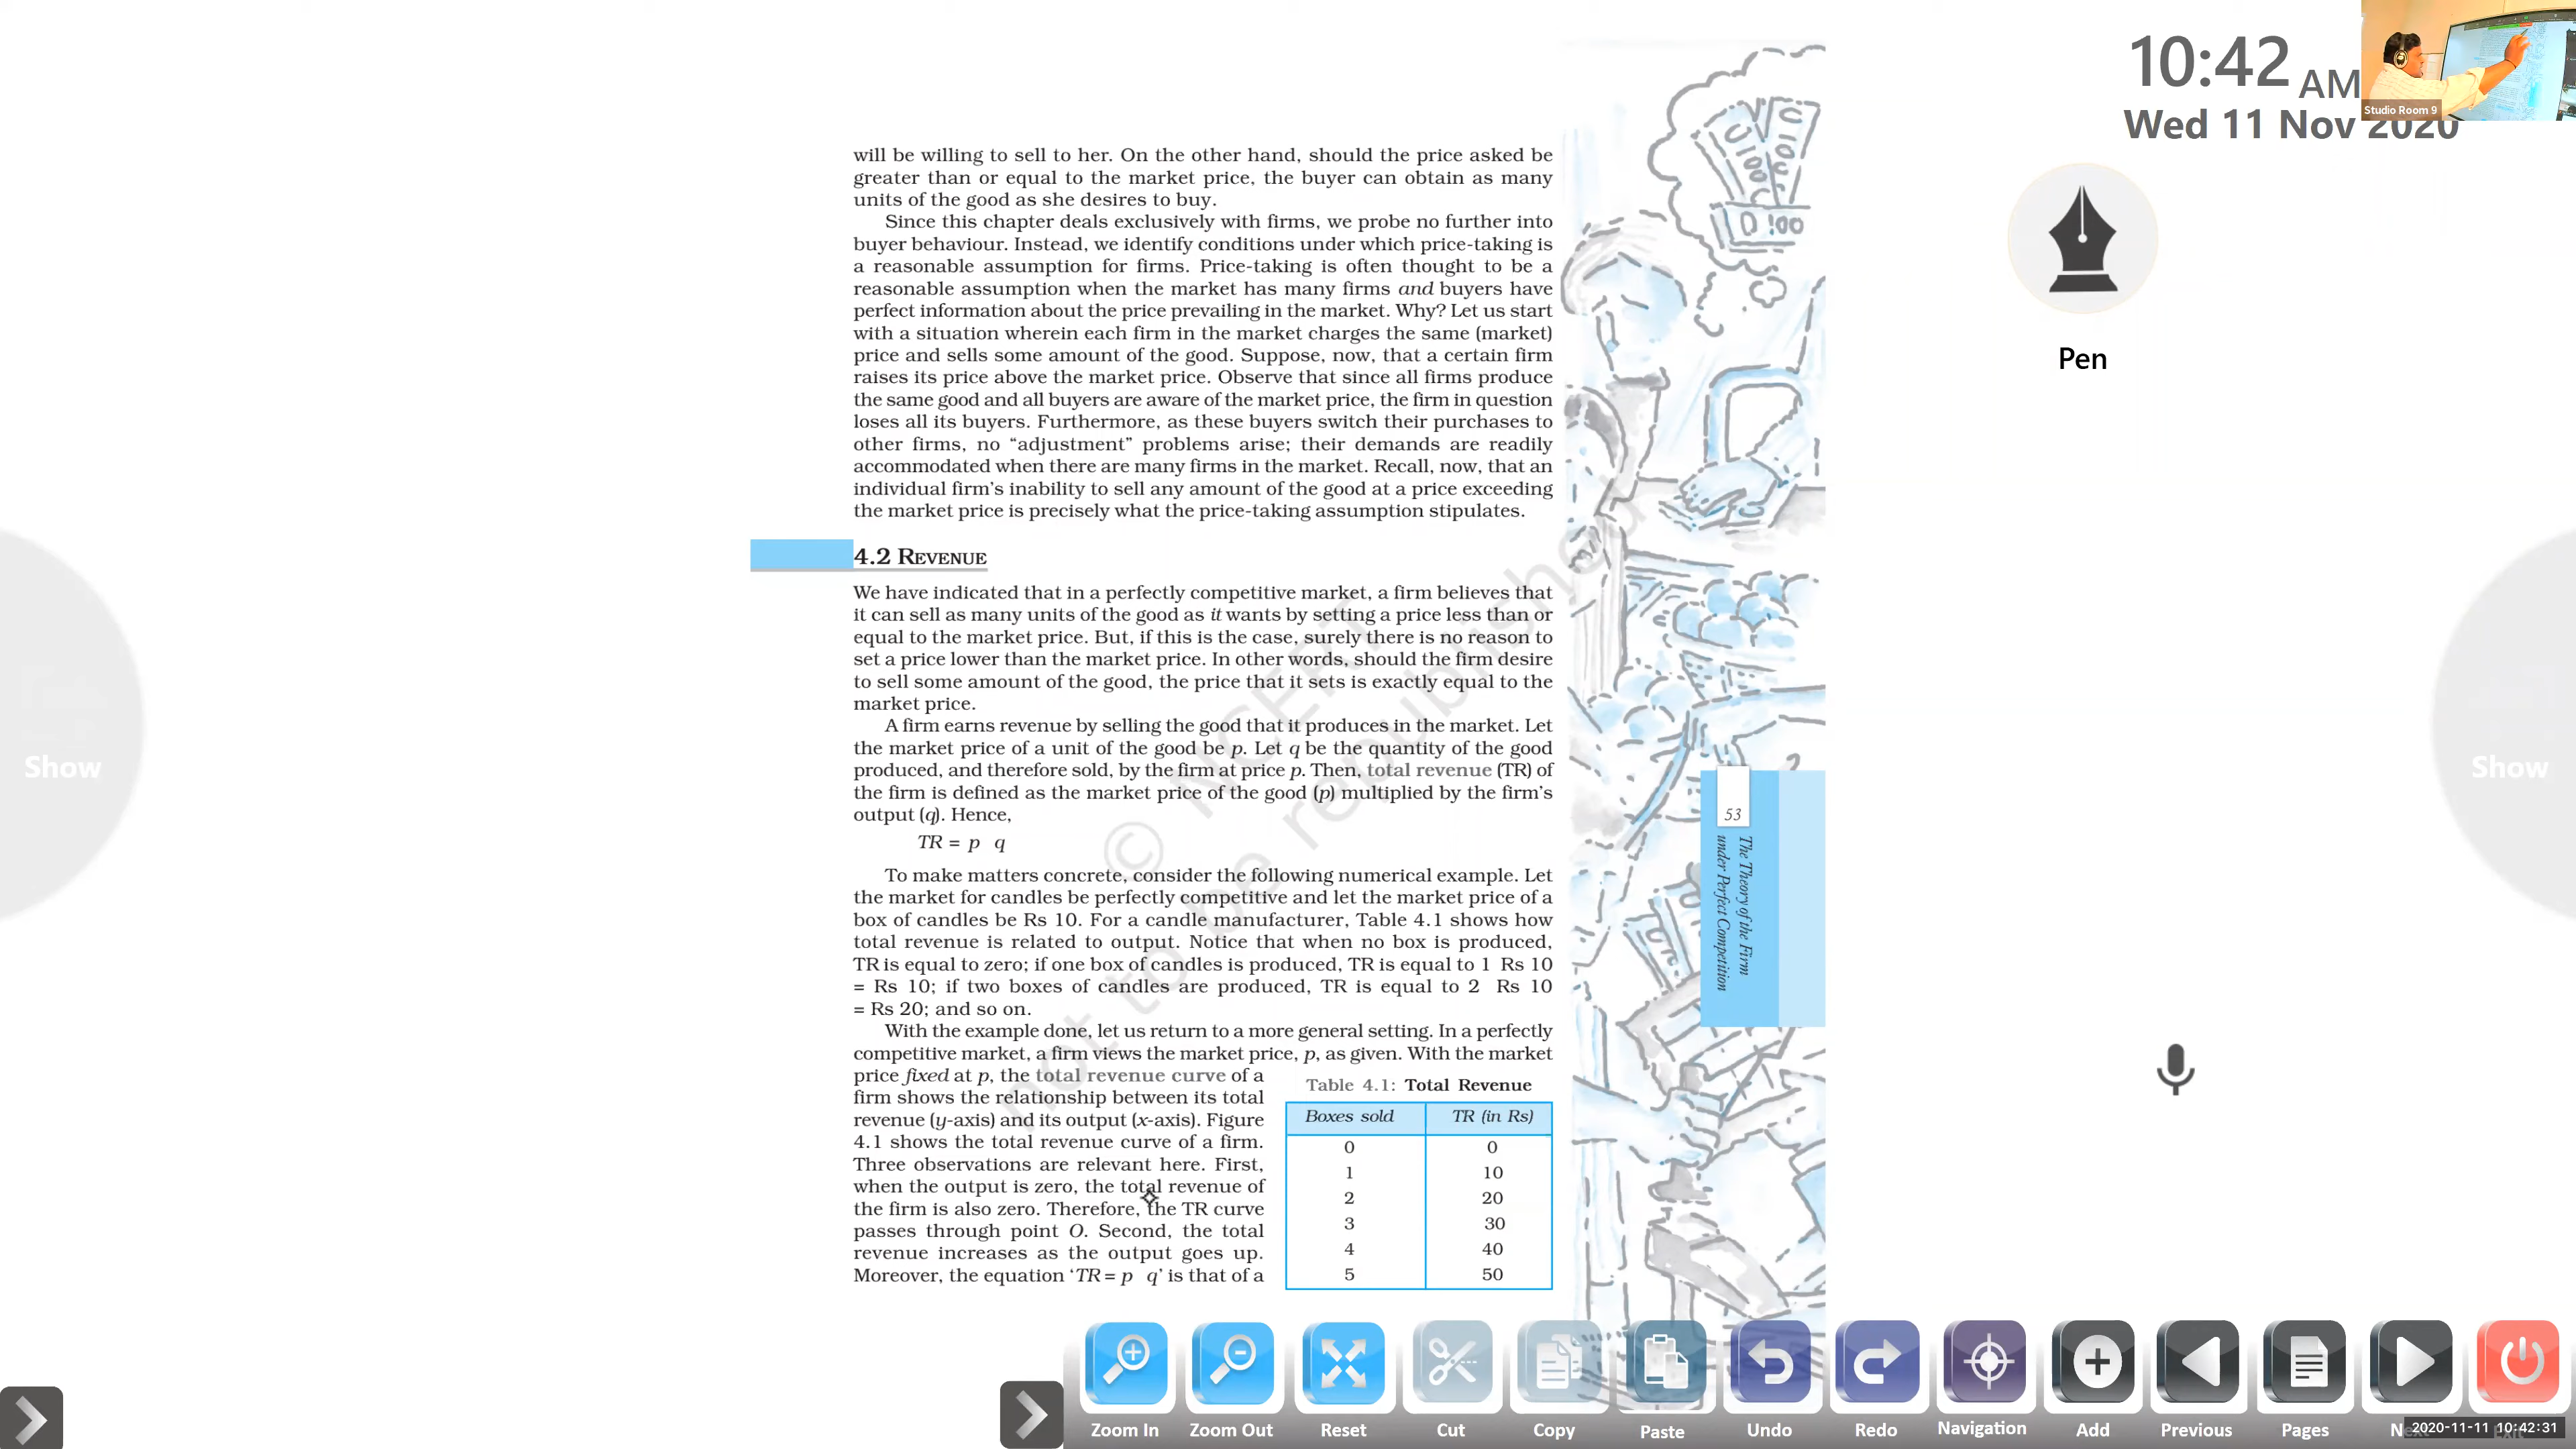 10:42 AM
Wed 11 Nov 2020
Studio Room 9
Pen
will be willing to sell to her. On the other hand, should the price asked be
greater than or equal to the market price, the buyer can obtain as many
units of the good as she desires to buy.
Since this chapter deals exclusively with firms, we probe no further into
buyer behaviour. Instead, we identify conditions under which price-taking is
a reasonable assumption for firms. Price-taking is often thought to be a
reasonable assumption when the market has many firms and buyers have
perfect information about the price prevailing in the market. Why? Let us start
with a situation wherein each firm in the market charges the same (market)
price and sells some amount of the good. Suppose, now, that a certain firm
raises its price above the market price. Observe that since all firms produce
the same good and all buyers are aware of the market price, the firm in question
loses all its buyers. Furthermore, as these buyers switch their purchases to
other firms, no “adjustment” problems arise; their demands are readily
accommodated when there are many firms in the market. Recall, now, that an
individual firm’s inability to sell any amount of the good at a price exceeding
the market price is precisely what the price-taking assumption stipulates.
4.2 REVENUE
We have indicated that in a perfectly competitive market, a firm believes that
it can sell as many units of the good as it wants by setting a price less than or
equal to the market price. But, if this is the case, surely there is no reason to
set a price lower than the market price. In other words, should the firm desire
to sell some amount of the good, the price that it sets is exactly equal to the
market price.
A firm earns revenue by selling the good that it produces in the market. Let
the market price of a unit of the good be p. Let q be the quantity of the good
produced, and therefore sold, by the firm at price p. Then, total revenue (TR) of
the firm is defined as the market price of the good (p) multiplied by the firm’s
output (q). Hence,
TR = p q
To make matters concrete, consider the following numerical example. Let
the market for candles be perfectly competitive and let the market price of a
box of candles be Rs 10. For a candle manufacturer, Table 4.1 shows how
total revenue is related to output. Notice that when no box is produced,
TR is equal to zero; if one box of candles is produced, TR is equal to 1 Rs 10
= Rs 10; if two boxes of candles are produced, TR is equal to 2 Rs 10
= Rs 20; and so on.
With the example done, let us return to a more general setting. In a perfectly
competitive market, a firm views the market price, p, as given. With the market
price fixed at p, the total revenue curve of a
firm shows the relationship between its total
revenue (y-axis) and its output (x-axis). Figure
4.1 shows the total revenue curve of a firm.
Three observations are relevant here. First,
when the output is zero, the total revenue of
the firm is also zero. Therefore, the TR curve
passes through point O. Second, the total
revenue increases as the output goes up.
Moreover, the equation ‘TR = p q’ is that of a
Table 4.1: Total Revenue
Boxes sold TR (in Rs)
0 0
1 10
2 20
3 30
4 40
5 50
© NCERT
not to be republished
53
The Theory of the Firm
under Perfect Competition
Show
Show
Zoom In Zoom Out Reset Cut Copy Paste Undo Redo Navigation Add Previous Pages
2020-11-11 10:42:31